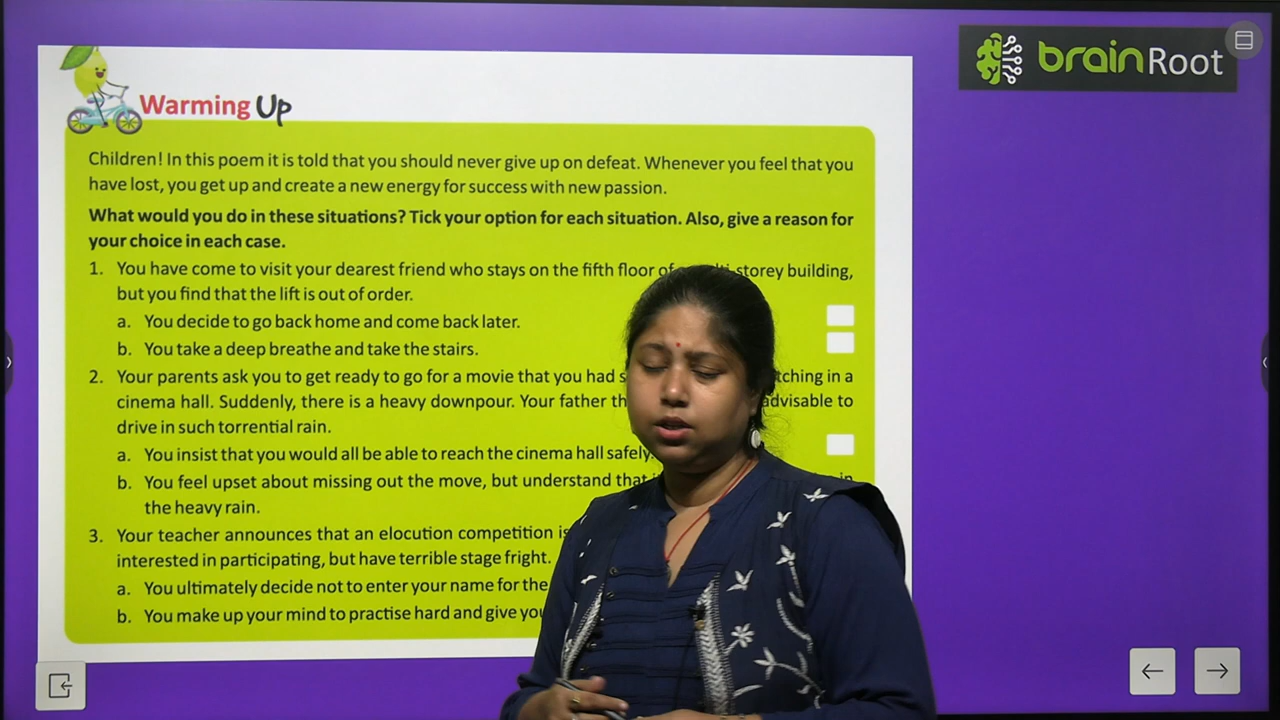 brainRoot
Warming Up
Children! In this poem it is told that you should never give up on defeat. Whenever you feel that you
have lost, you get up and create a new energy for success with new passion.
What would you do in these situations? Tick your option for each situation. Also, give a reason for
your choice in each case.
1. You have come to visit your dearest friend who stays on the fifth floor of storey building,
but you find that the lift is out of order.
a. You decide to go back home and come back later.
b. You take a deep breathe and take the stairs.
2. Your parents ask you to get ready to go for a movie that you had in a
cinema hall. Suddenly, there is a heavy downpour. Your father advisable to
drive in such torrential rain.
a. You insist that you would all be able to reach the cinema hall safely.
b. You feel upset about missing out the move, but understand that in
the heavy rain.
3. Your teacher announces that an elocution competition is
interested in participating, but have terrible stage fright.
a. You ultimately decide not to enter your name for the
b. You make up your mind to practise hard and give you